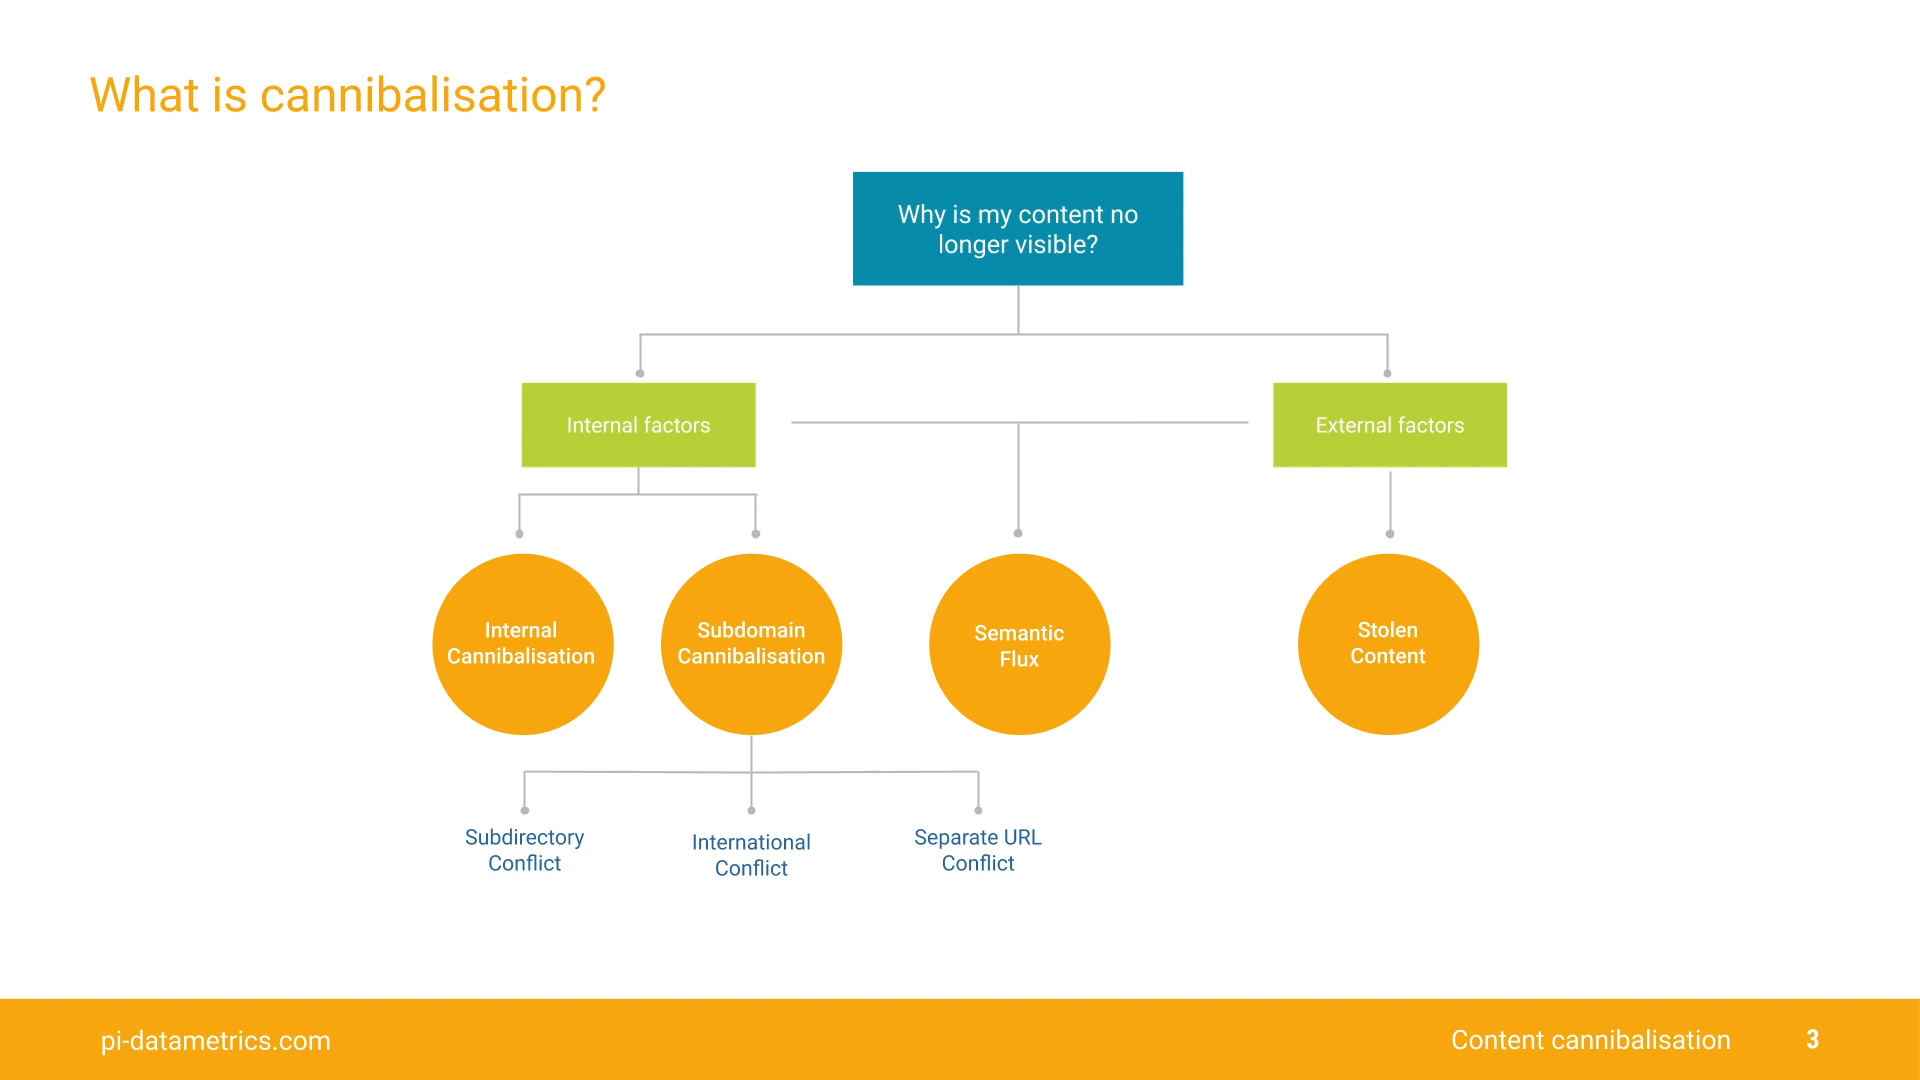 What is cannibalisation?
Why is my content no
longer visible?
Internal factors
External factors
Internal
Cannibalisation
Subdomain
Cannibalisation
Semantic
Flux
Stolen
Content
Subdirectory
Conflict
International
Conflict
Separate URL
Conflict
pi-datametrics.com
Content cannibalisation
3